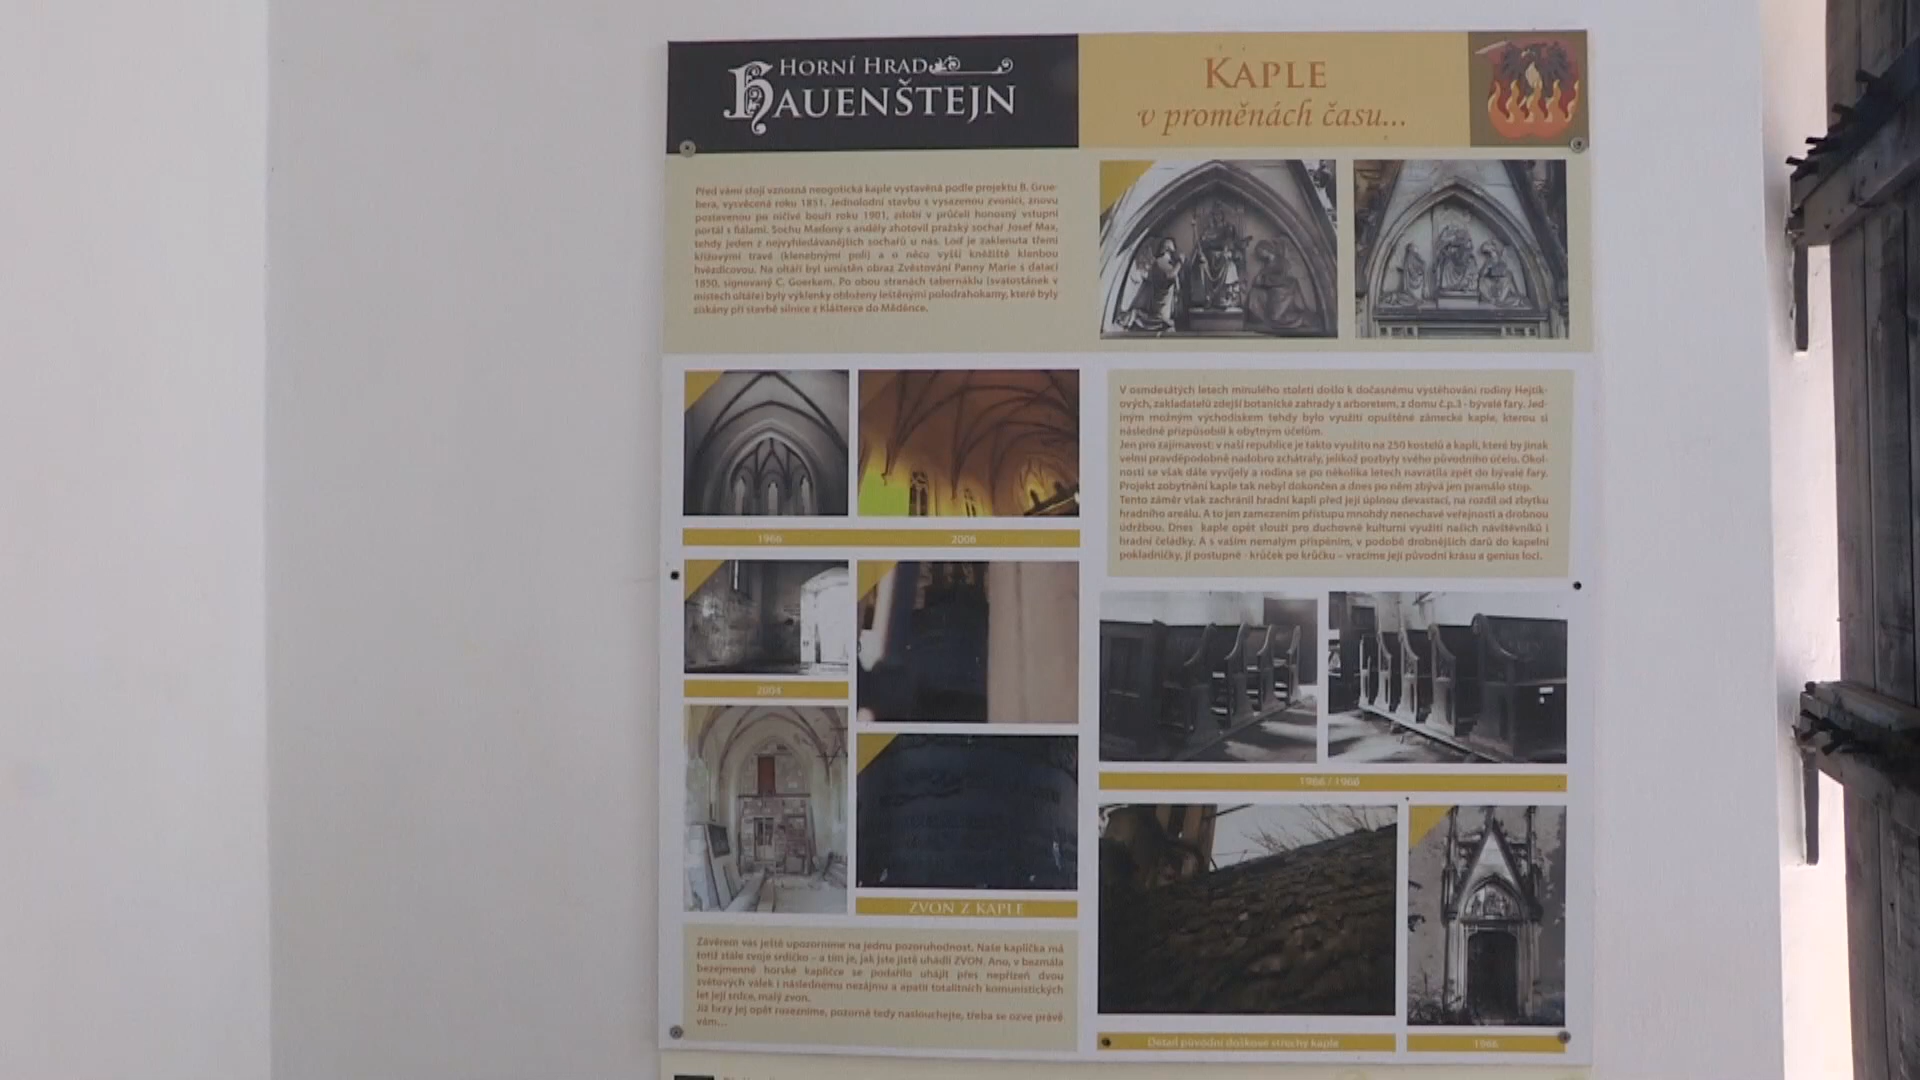 HORNÍ HRAD
HAUENŠTEJN
KAPLE
v proměnách času...
Před vámi stojí vznosná neogotická kaple vystavěná podle projektu B. Grue-
bera, vysvěcená roku 1851. Jednolodní stavbu s vysazenou zvonicí, znovu
postavenou po ničivé bouři roku 1901, zdobí v průčelí honosný vstupní
portál s fiálami. Sochu Madony s anděly zhotovil pražský sochař Josef Max,
tehdy jeden z nejvyhledávanějších sochařů u nás. Loď je zaklenuta třemi
křížovými travé (klenebnými poli) a o něco vyšší kněžiště klenbou
hvězdicovou. Na oltáři byl umístěn obraz Zvěstování Panny Marie s datací
1850, signovaný C. Goerkem. Po obou stranách tabernáklu (svatostánek v
místech oltáře) byly výklenky obloženy leštěnými polodrahokamy, které byly
získány při stavbě silnice z Klášterce do Měděnce.
V osmdesátých letech minulého století došlo k dočasnému vystěhování rodiny Hejtík-
ových, zakladatelů zdejší botanické zahrady s arboretem, z domu č.p.3 - bývalé fary. Jed-
iným možným východiskem tehdy bylo využití opuštěné zámecké kaple, kterou si
následně přizpůsobili k obytným účelům.
Jen pro zajímavost: v naší republice je takto využito na 250 kostelů a kaplí, které by jinak
velmi pravděpodobně nadobro zchátraly, jelikož pozbyly svého původního účelu. Okol-
nosti se však dále vyvíjely a rodina se po několika letech navrátila zpět do bývalé fary.
Projekt zobytnění kaple tak nebyl dokončen a dnes po něm zbývá jen pramálo stop.
Tento záměr však zachránil hradní kapli před její úplnou devastací, na rozdíl od zbytku
hradního areálu. A to jen zamezením přístupu mnohdy nenechavé veřejnosti a drobnou
údržbou. Dnes kaple opět slouží pro duchovně kulturní využití našich návštěvníků i
hradní čeládky. A s vaším nemalým přispěním, v podobě drobnějších darů do kapelní
pokladničky, jí postupně - krůček po krůčku – vracíme její původní krásu a genius loci.
1966
2006
2004
ZVON Z KAPLE
1966 / 1966
Závěrem vás ještě upozorníme na jednu pozoruhodnost. Naše kaplička má
totiž stále svoje srdíčko – a tím je, jak jste jistě uhádli ZVON. Ano, v bezmála
bezejmenné horské kapličce se podařilo uhájit přes nepřízeň dvou
světových válek i následnému nezájmu a apatii totalitních komunistických
let její srdce, malý zvon.
Již brzy jej opět rozezníme, pozorně tedy naslouchejte, třeba se ozve právě
vám...
Detail původní doškové střechy kaple
1966